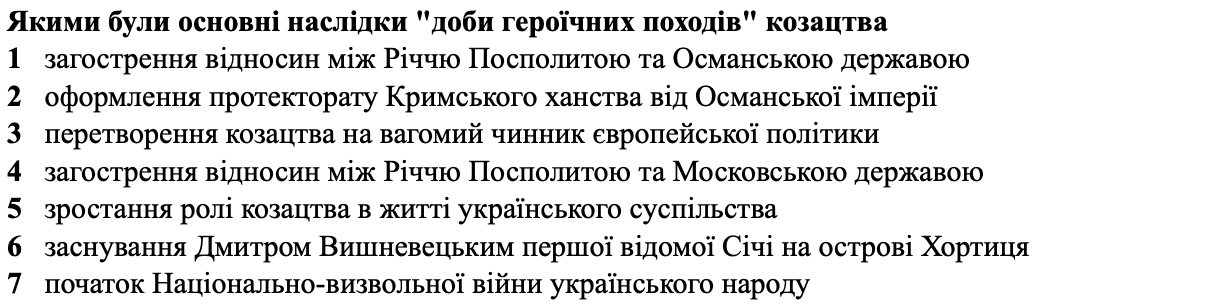 Якими були основні наслідки "доби героїчних походів" козацтва
1 загострення відносин між Річчю Посполитою та Османською державою
2 оформлення протекторату Кримського ханства від Османської імперії
3 перетворення козацтва на вагомий чинник європейської політики
4 загострення відносин між Річчю Посполитою та Московською державою
5 зростання ролі козацтва в житті українського суспільства
6 заснування Дмитром Вишневецьким першої відомої Січі на острові Хортиця
7 початок Національно-визвольної війни українського народу